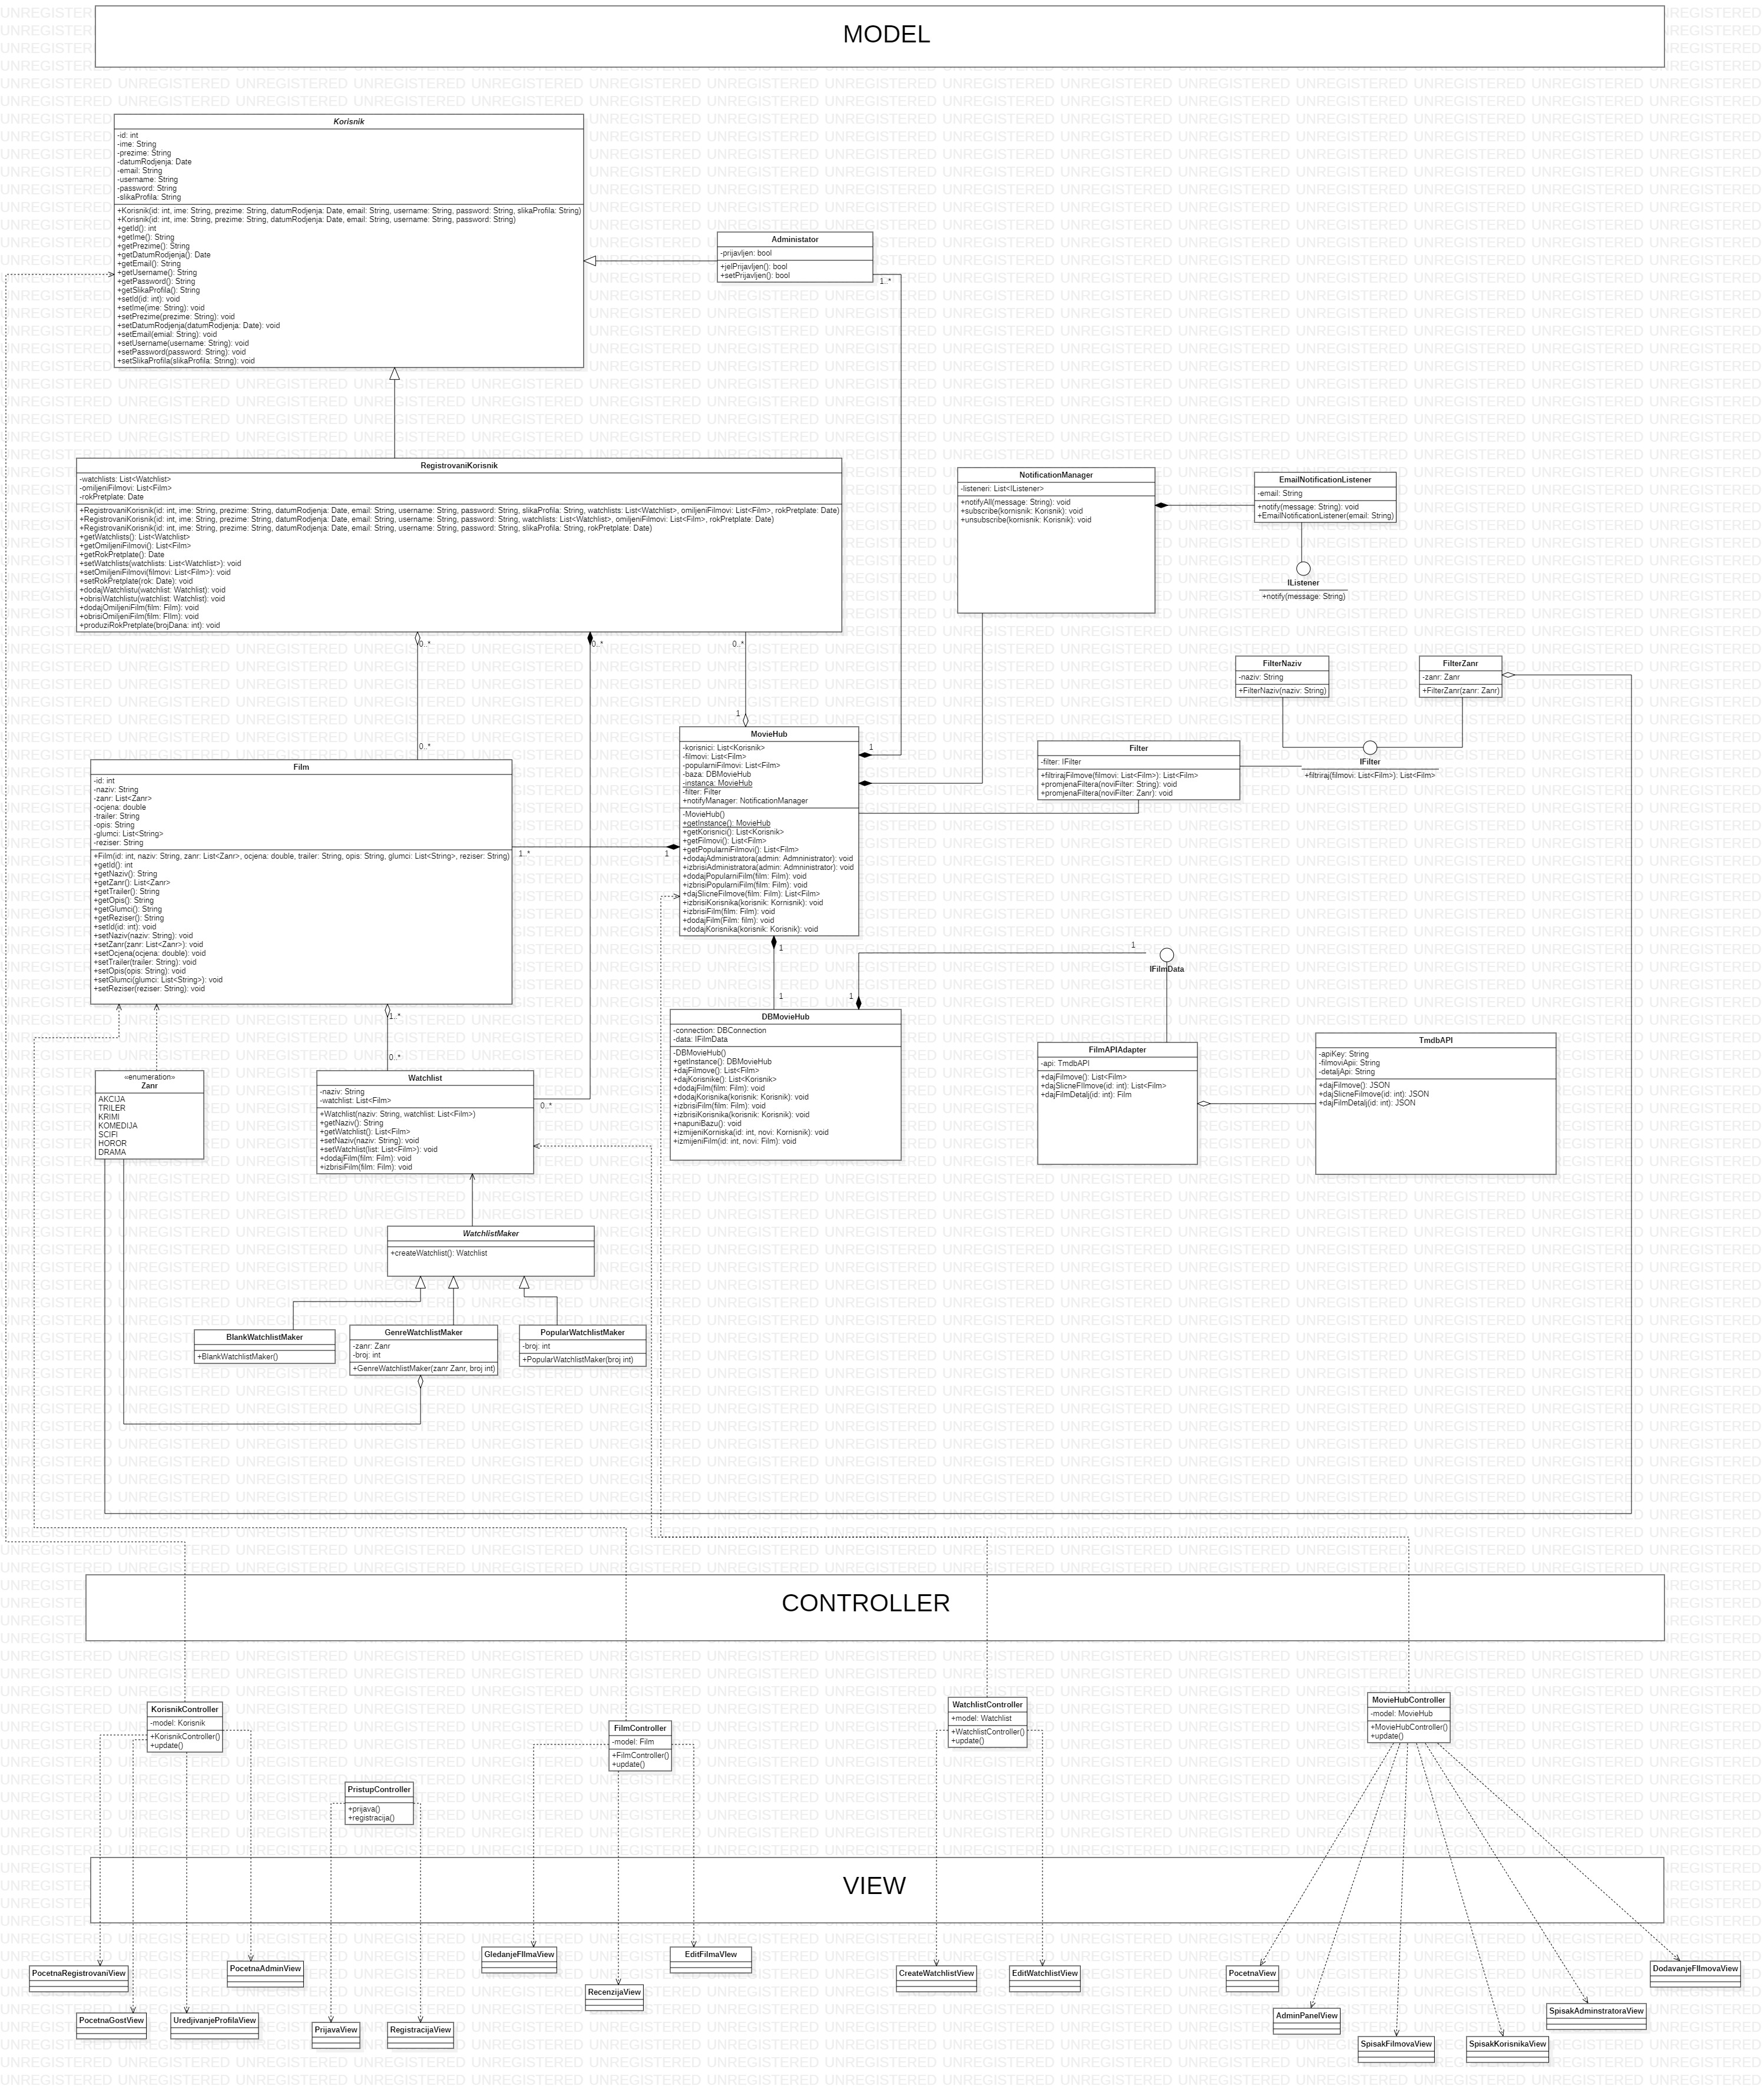 MODEL
Korisnik
-id: int
-ime: String
-prezime: String
-datumRodjenja: Date
-email: String
-username: String
-password: String
-slikaProfila: String
+Korisnik(id: int, ime: String, prezime: String, datumRodjenja: Date, email: String, username: String, password: String, slikaProfila: String)
+Korisnik(id: int, ime: String, prezime: String, datumRodjenja: Date, email: String, username: String, password: String)
+getId(): int
+getIme(): String
+getPrezime(): String
+getDatumRodjenja(): Date
+getEmail(): String
+getUsername(): String
+getPassword(): String
+getSlikaProfila(): String
+setId(id: int): void
+setIme(ime: String): void
+setPrezime(prezime: String): void
+setDatumRodjenja(datumRodjenja: Date): void
+setEmail(emial: String): void
+setUsername(username: String): void
+setPassword(password: String): void
+setSlikaProfila(slikaProfila: String): void
Administator
-prijavljen: bool
+jelPrijavljen(): bool
+setPrijavljen(): bool
1..*
RegistrovaniKorisnik
-watchlists: List<Watchlist>
-omiljeniFilmovi: List<Film>
-rokPretplate: Date
+RegistrovaniKorisnik(id: int, ime: String, prezime: String, datumRodjenja: Date, email: String, username: String, password: String, slikaProfila: String, watchlists: List<Watchlist>, omiljeniFilmovi: List<Film>, rokPretplate: Date)
+RegistrovaniKorisnik(id: int, ime: String, prezime: String, datumRodjenja: Date, email: String, username: String, password: String, watchlists: List<Watchlist>, omiljeniFilmovi: List<Film>, rokPretplate: Date)
+RegistrovaniKorisnik(id: int, ime: String, prezime: String, datumRodjenja: Date, email: String, username: String, password: String, slikaProfila: String, rokPretplate: Date)
+getWatchlists(): List<Watchlist>
+getOmiljeniFilmovi(): List<Film>
+getRokPretplate(): Date
+setWatchlists(watchlists: List<Watchlist>): void
+setOmiljeniFilmovi(filmovi: List<Film>): void
+setRokPretplate(rok: Date): void
+dodajWatchlistu(watchlist: Watchlist): void
+obrisiWatchlistu(watchlist: Watchlist): void
+dodajOmiljeniFilm(film: Film): void
+obrisiOmiljeniFilm(film: FIlm): void
+produziRokPretplate(brojDana: int): void
0..*
0..*
0..*
NotificationManager
-listeneri: List<IListener>
+notifyAll(message: String): void
+subscribe(kornisnik: Korisnik): void
+unsubscribe(kornisnik: Korisnik): void
EmailNotificationListener
-email: String
+notify(message: String): void
+EmailNotificationListener(email: String)
IListener
+notify(message: String)
FilterNaziv
-naziv: String
+FilterNaziv(naziv: String)
FilterZanr
-zanr: Zanr
+FilterZanr(zanr: Zanr)
Filter
-filter: IFilter
+filtrirajFilmove(filmovi: List<Film>): List<Film>
+promjenaFiltera(noviFilter: String): void
+promjenaFiltera(noviFilter: Zanr): void
IFilter
+filtriraj(filmovi: List<Film>): List<Film>
1
MovieHub
-korisnici: List<Korisnik>
-filmovi: List<Film>
-popularniFilmovi: List<Film>
-baza: DBMovieHub
-instanca: MovieHub
-filter: Filter
+notifyManager: NotificationManager
-MovieHub()
+getInstance(): MovieHub
+getKorisnici(): List<Korisnik>
+getFilmovi(): List<Film>
+getPopularniFilmovi(): List<Film>
+dodajAdministratora(admin: Admninistrator): void
+izbrisiAdministratora(admin: Admninistrator): void
+dodajPopularniFilm(film: Film): void
+izbrisiPopularniFilm(film: Film): void
+dajSlicneFilmove(film: Film): List<Film>
+izbrisiKorisnika(korisnik: Kornisnik): void
+izbrisiFilm(film: Film): void
+dodajFilm(Film: film): void
+dodajKorisnika(korisnik: Korisnik): void
1
0..*
Film
-id: int
-naziv: String
-zanr: List<Zanr>
-ocjena: double
-trailer: String
-opis: String
-glumci: List<String>
-reziser: String
+Film(id: int, naziv: String, zanr: List<Zanr>, ocjena: double, trailer: String, opis: String, glumci: List<String>, reziser: String)
+getId(): int
+getNaziv(): String
+getZanr(): List<Zanr>
+getTrailer(): String
+getOpis(): String
+getGlumci(): String
+getReziser(): String
+setId(id: int): void
+setNaziv(naziv: String): void
+setZanr(zanr: List<Zanr>): void
+setOcjena(ocjena: double): void
+setTrailer(trailer: String): void
+setOpis(opis: String): void
+setGlumci(glumci: List<String>): void
+setReziser(reziser: String): void
1..*
1
1
1
1
1
IFilmData
DBMovieHub
-connection: DBConnection
-data: IFilmData
-DBMovieHub()
+getInstance(): DBMovieHub
+dajFilmove(): List<Film>
+dajKorisnike(): List<Korisnik>
+dodajFilm(film: Film): void
+dodajKorisnika(korisnik: Korisnik): void
+izbrisiFilm(film: Film): void
+izbrisiKorisnika(korisnik: Korisnik): void
+napuniBazu(): void
+izmijeniKorniska(id: int, novi: Kornisnik): void
+izmijeniFilm(id: int, novi: Film): void
FilmAPIAdapter
-api: TmdbAPI
+dajFilmove(): List<Film>
+dajSlicneFIlmove(id: int): List<Film>
+dajFilmDetalj(id: int): Film
TmdbAPI
-apiKey: String
-filmoviApii: String
-detaljApi: String
+dajFilmove(): JSON
+dajSlicneFilmove(id: int): JSON
+dajFilmDetalj(id: int): JSON
1..*
0..*
«enumeration»
Zanr
AKCIJA
TRILER
KRIMI
KOMEDIJA
SCIFI
HOROR
DRAMA
Watchlist
-naziv: String
-watchlist: List<Film>
+Watchlist(naziv: String, watchlist: List<Film>)
+getNaziv(): String
+getWatchlist(): List<Film>
+setNaziv(naziv: String): void
+setWatchlist(list: List<Film>): void
+dodajFilm(film: Film): void
+izbrisiFilm(film: Film): void
0..*
WatchlistMaker
+createWatchlist(): Watchlist
BlankWatchlistMaker
+BlankWatchlistMaker()
GenreWatchlistMaker
-zanr: Zanr
-broj: int
+GenreWatchlistMaker(zanr Zanr, broj int)
PopularWatchlistMaker
-broj: int
+PopularWatchlistMaker(broj int)
CONTROLLER
KorisnikController
-model: Korisnik
+KorisnikController()
+update()
PristupController
+prijava()
+registracija()
FilmController
-model: Film
+FilmController()
+update()
WatchlistController
+model: Watchlist
+WatchlistController()
+update()
MovieHubController
-model: MovieHub
+MovieHubController()
+update()
VIEW
PocetnaRegistrovaniView
PocetnaGostView
UredjivanjeProfilaView
PocetnaAdminView
PrijavaView
RegistracijaView
GledanjeFIlmaView
RecenzijaView
EditFilmaVIew
CreateWatchlistView
EditWatchlistView
PocetnaView
AdminPanelView
SpisakFilmovaView
SpisakKorisnikaView
SpisakAdminstratoraView
DodavanjeFIlmovaView